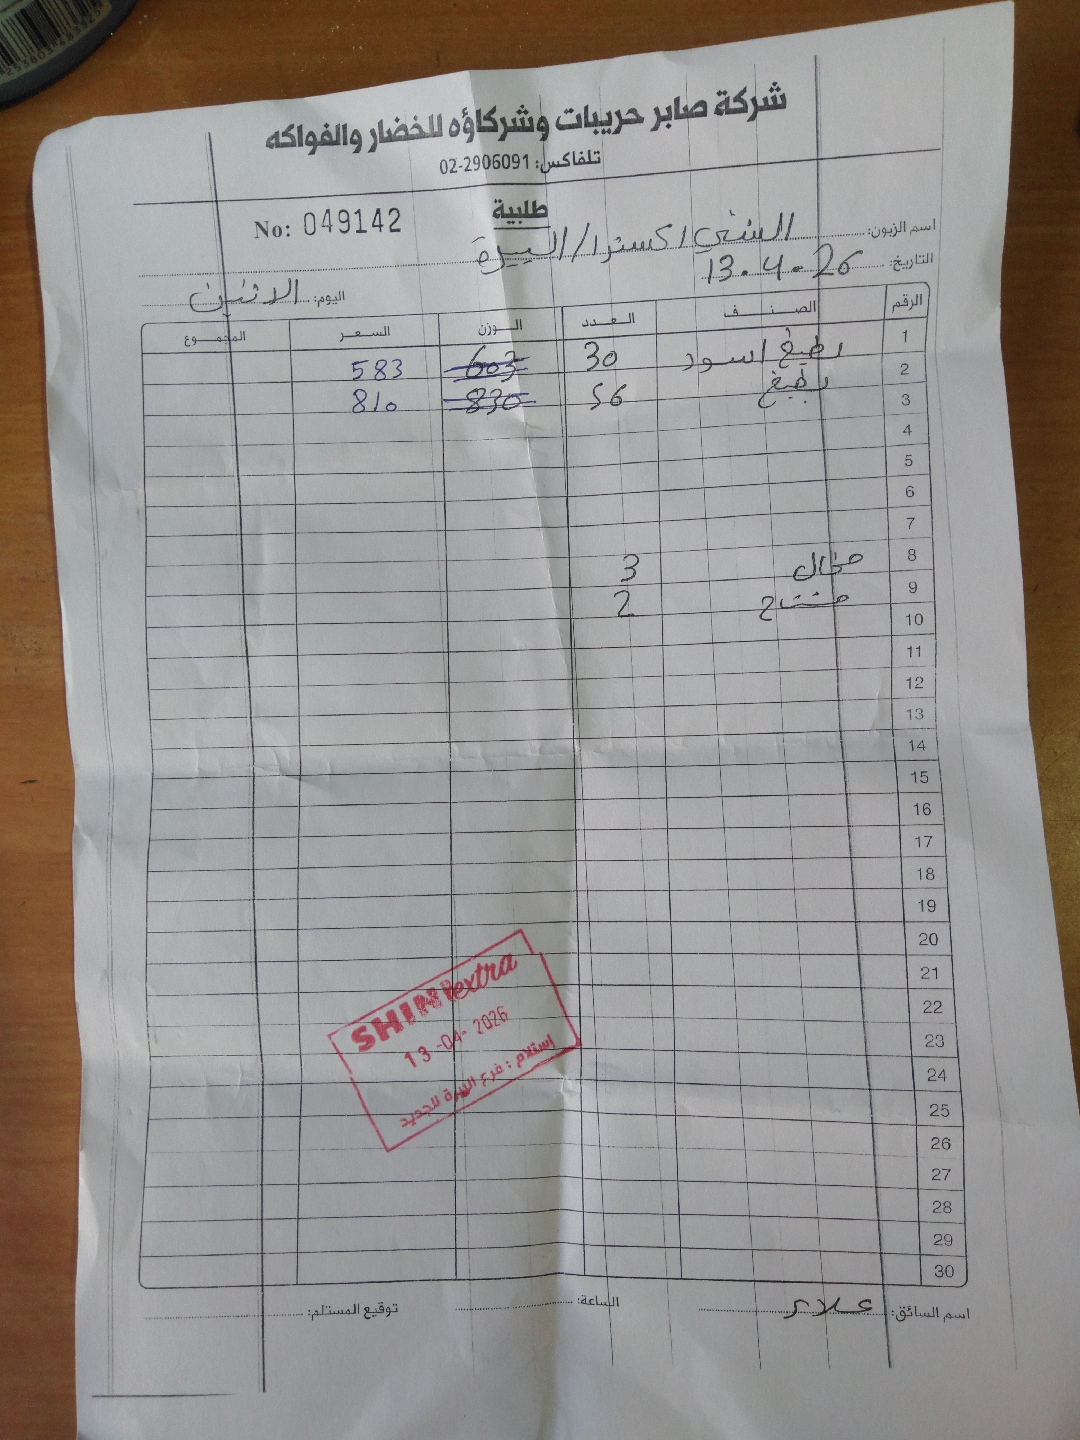 شركة صابر حريبات وشركاؤه للخضار والفواكه
تلفاكس: 02-2906091
طلبية
No: 049142
اسم الزبون: الشني اكسترا / البيرة
التاريخ: 13.4.26
اليوم: الاثنين
الرقم الصنف العدد الوزن السعر المجموع
1 بطيخ اسود 30 603 583
2 بطيخ 56 830 810
3
4
5
6
7
8 3
9 2
10
11
12
13
14
15
16
17
18
19
20
21
22
23
24
25
26
27
28
29
30
SHINI extra
13-04-2026
إستلام: فرع البيرة الجديد
اسم السائق: علاء
الساعة:
توقيع المستلم: